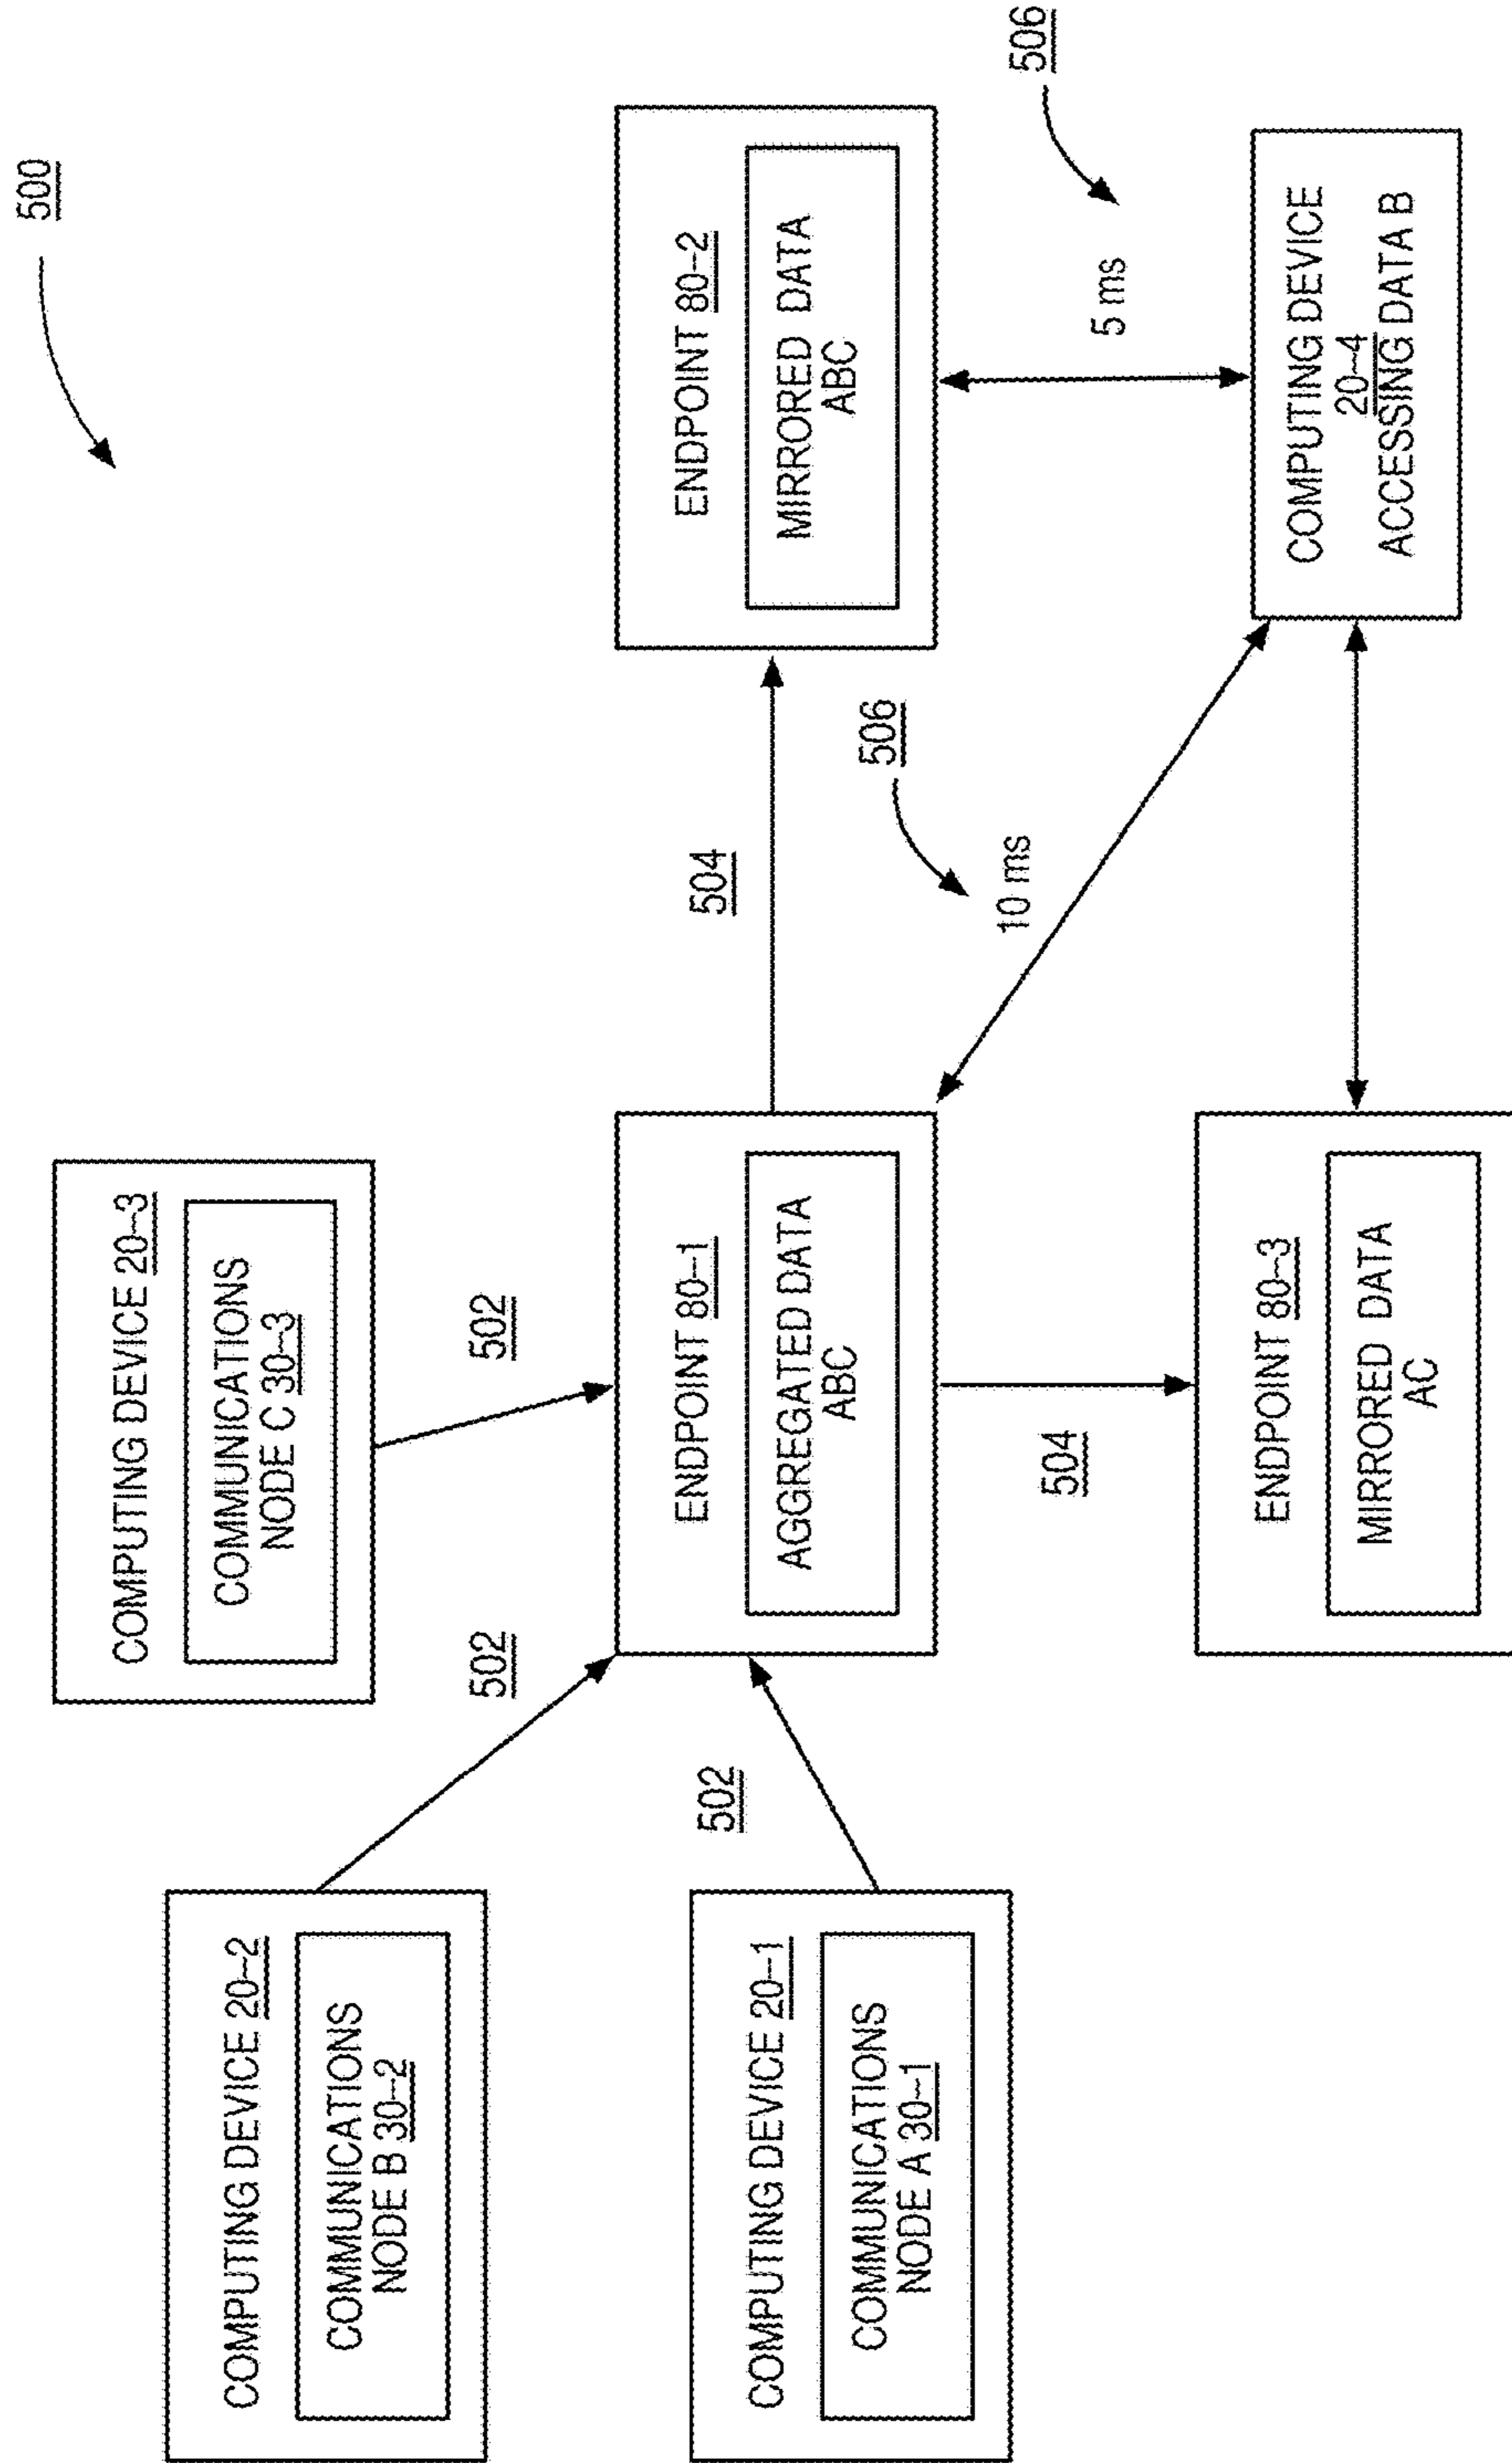 500
COMPUTING DEVICE 20-3
COMMUNICATIONS
NODE C 30-3
COMPUTING DEVICE 20-2
COMMUNICATIONS
NODE B 30-2
502
502
COMPUTING DEVICE 20-1
COMMUNICATIONS
NODE A 30-1
502
ENDPOINT 80-1
AGGREGATED DATA
ABC
504
ENDPOINT 80-2
MIRRORED DATA
ABC
506
10 ms
506
5 ms
504
ENDPOINT 80-3
MIRRORED DATA
AC
COMPUTING DEVICE
20-4
ACCESSING DATA B